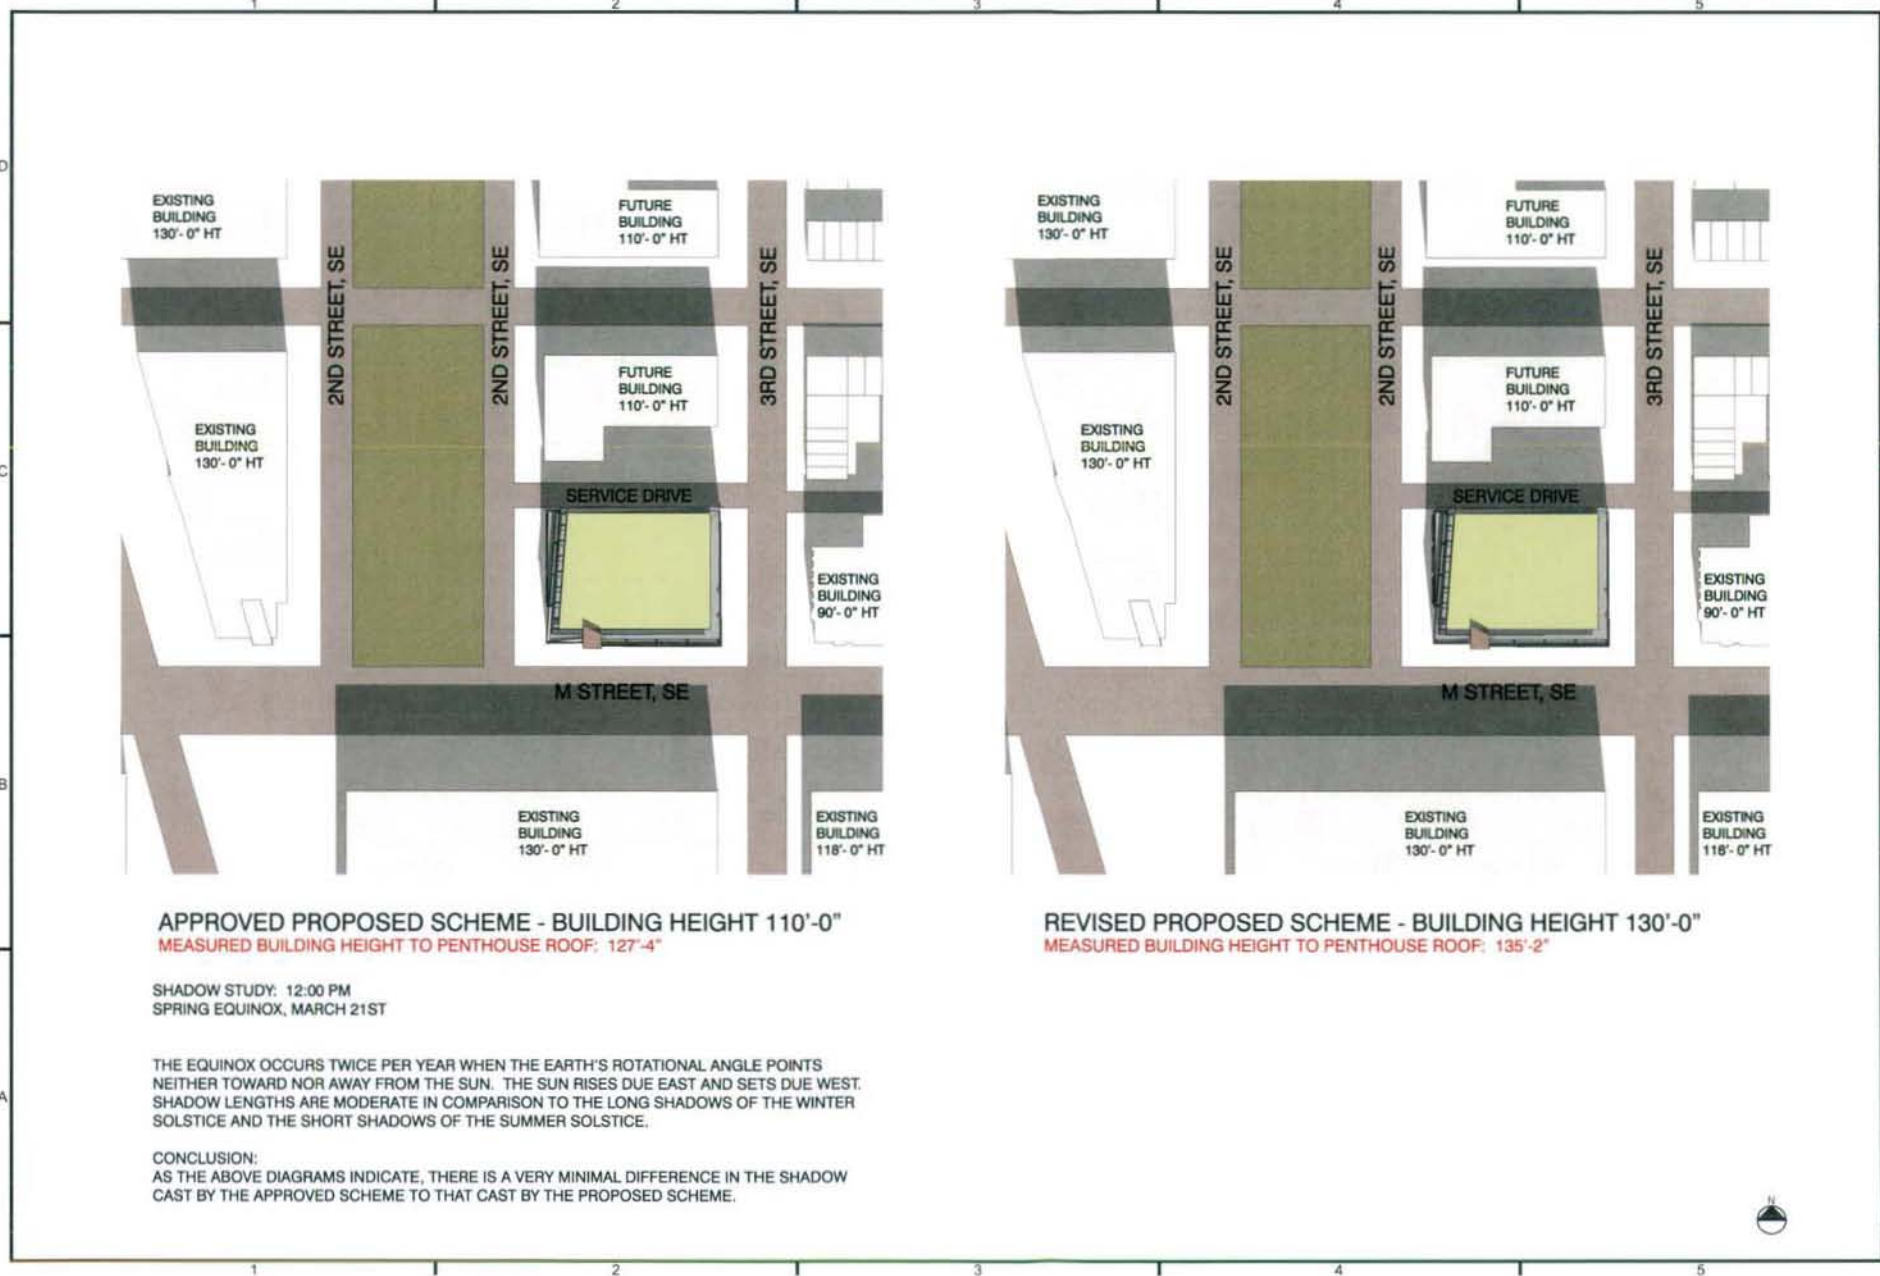 1 2 3 4 5
D
C
B
A
EXISTING
BUILDING
130'- 0" HT
2ND STREET, SE
2ND STREET, SE
FUTURE
BUILDING
110'- 0" HT
3RD STREET, SE
EXISTING
BUILDING
130'- 0" HT
FUTURE
BUILDING
110'- 0" HT
SERVICE DRIVE
EXISTING
BUILDING
90'- 0" HT
M STREET, SE
EXISTING
BUILDING
130'- 0" HT
EXISTING
BUILDING
118'- 0" HT
EXISTING
BUILDING
130'- 0" HT
2ND STREET, SE
2ND STREET, SE
FUTURE
BUILDING
110'- 0" HT
3RD STREET, SE
EXISTING
BUILDING
130'- 0" HT
FUTURE
BUILDING
110'- 0" HT
SERVICE DRIVE
EXISTING
BUILDING
90'- 0" HT
M STREET, SE
EXISTING
BUILDING
130'- 0" HT
EXISTING
BUILDING
118'- 0" HT
APPROVED PROPOSED SCHEME - BUILDING HEIGHT 110'-0"
MEASURED BUILDING HEIGHT TO PENTHOUSE ROOF: 127'-4"
REVISED PROPOSED SCHEME - BUILDING HEIGHT 130'-0"
MEASURED BUILDING HEIGHT TO PENTHOUSE ROOF: 135'-2"
SHADOW STUDY: 12:00 PM
SPRING EQUINOX, MARCH 21ST
THE EQUINOX OCCURS TWICE PER YEAR WHEN THE EARTH'S ROTATIONAL ANGLE POINTS
NEITHER TOWARD NOR AWAY FROM THE SUN. THE SUN RISES DUE EAST AND SETS DUE WEST.
SHADOW LENGTHS ARE MODERATE IN COMPARISON TO THE LONG SHADOWS OF THE WINTER
SOLSTICE AND THE SHORT SHADOWS OF THE SUMMER SOLSTICE.
CONCLUSION:
AS THE ABOVE DIAGRAMS INDICATE, THERE IS A VERY MINIMAL DIFFERENCE IN THE SHADOW
CAST BY THE APPROVED SCHEME TO THAT CAST BY THE PROPOSED SCHEME.
N
1 2 3 4 5